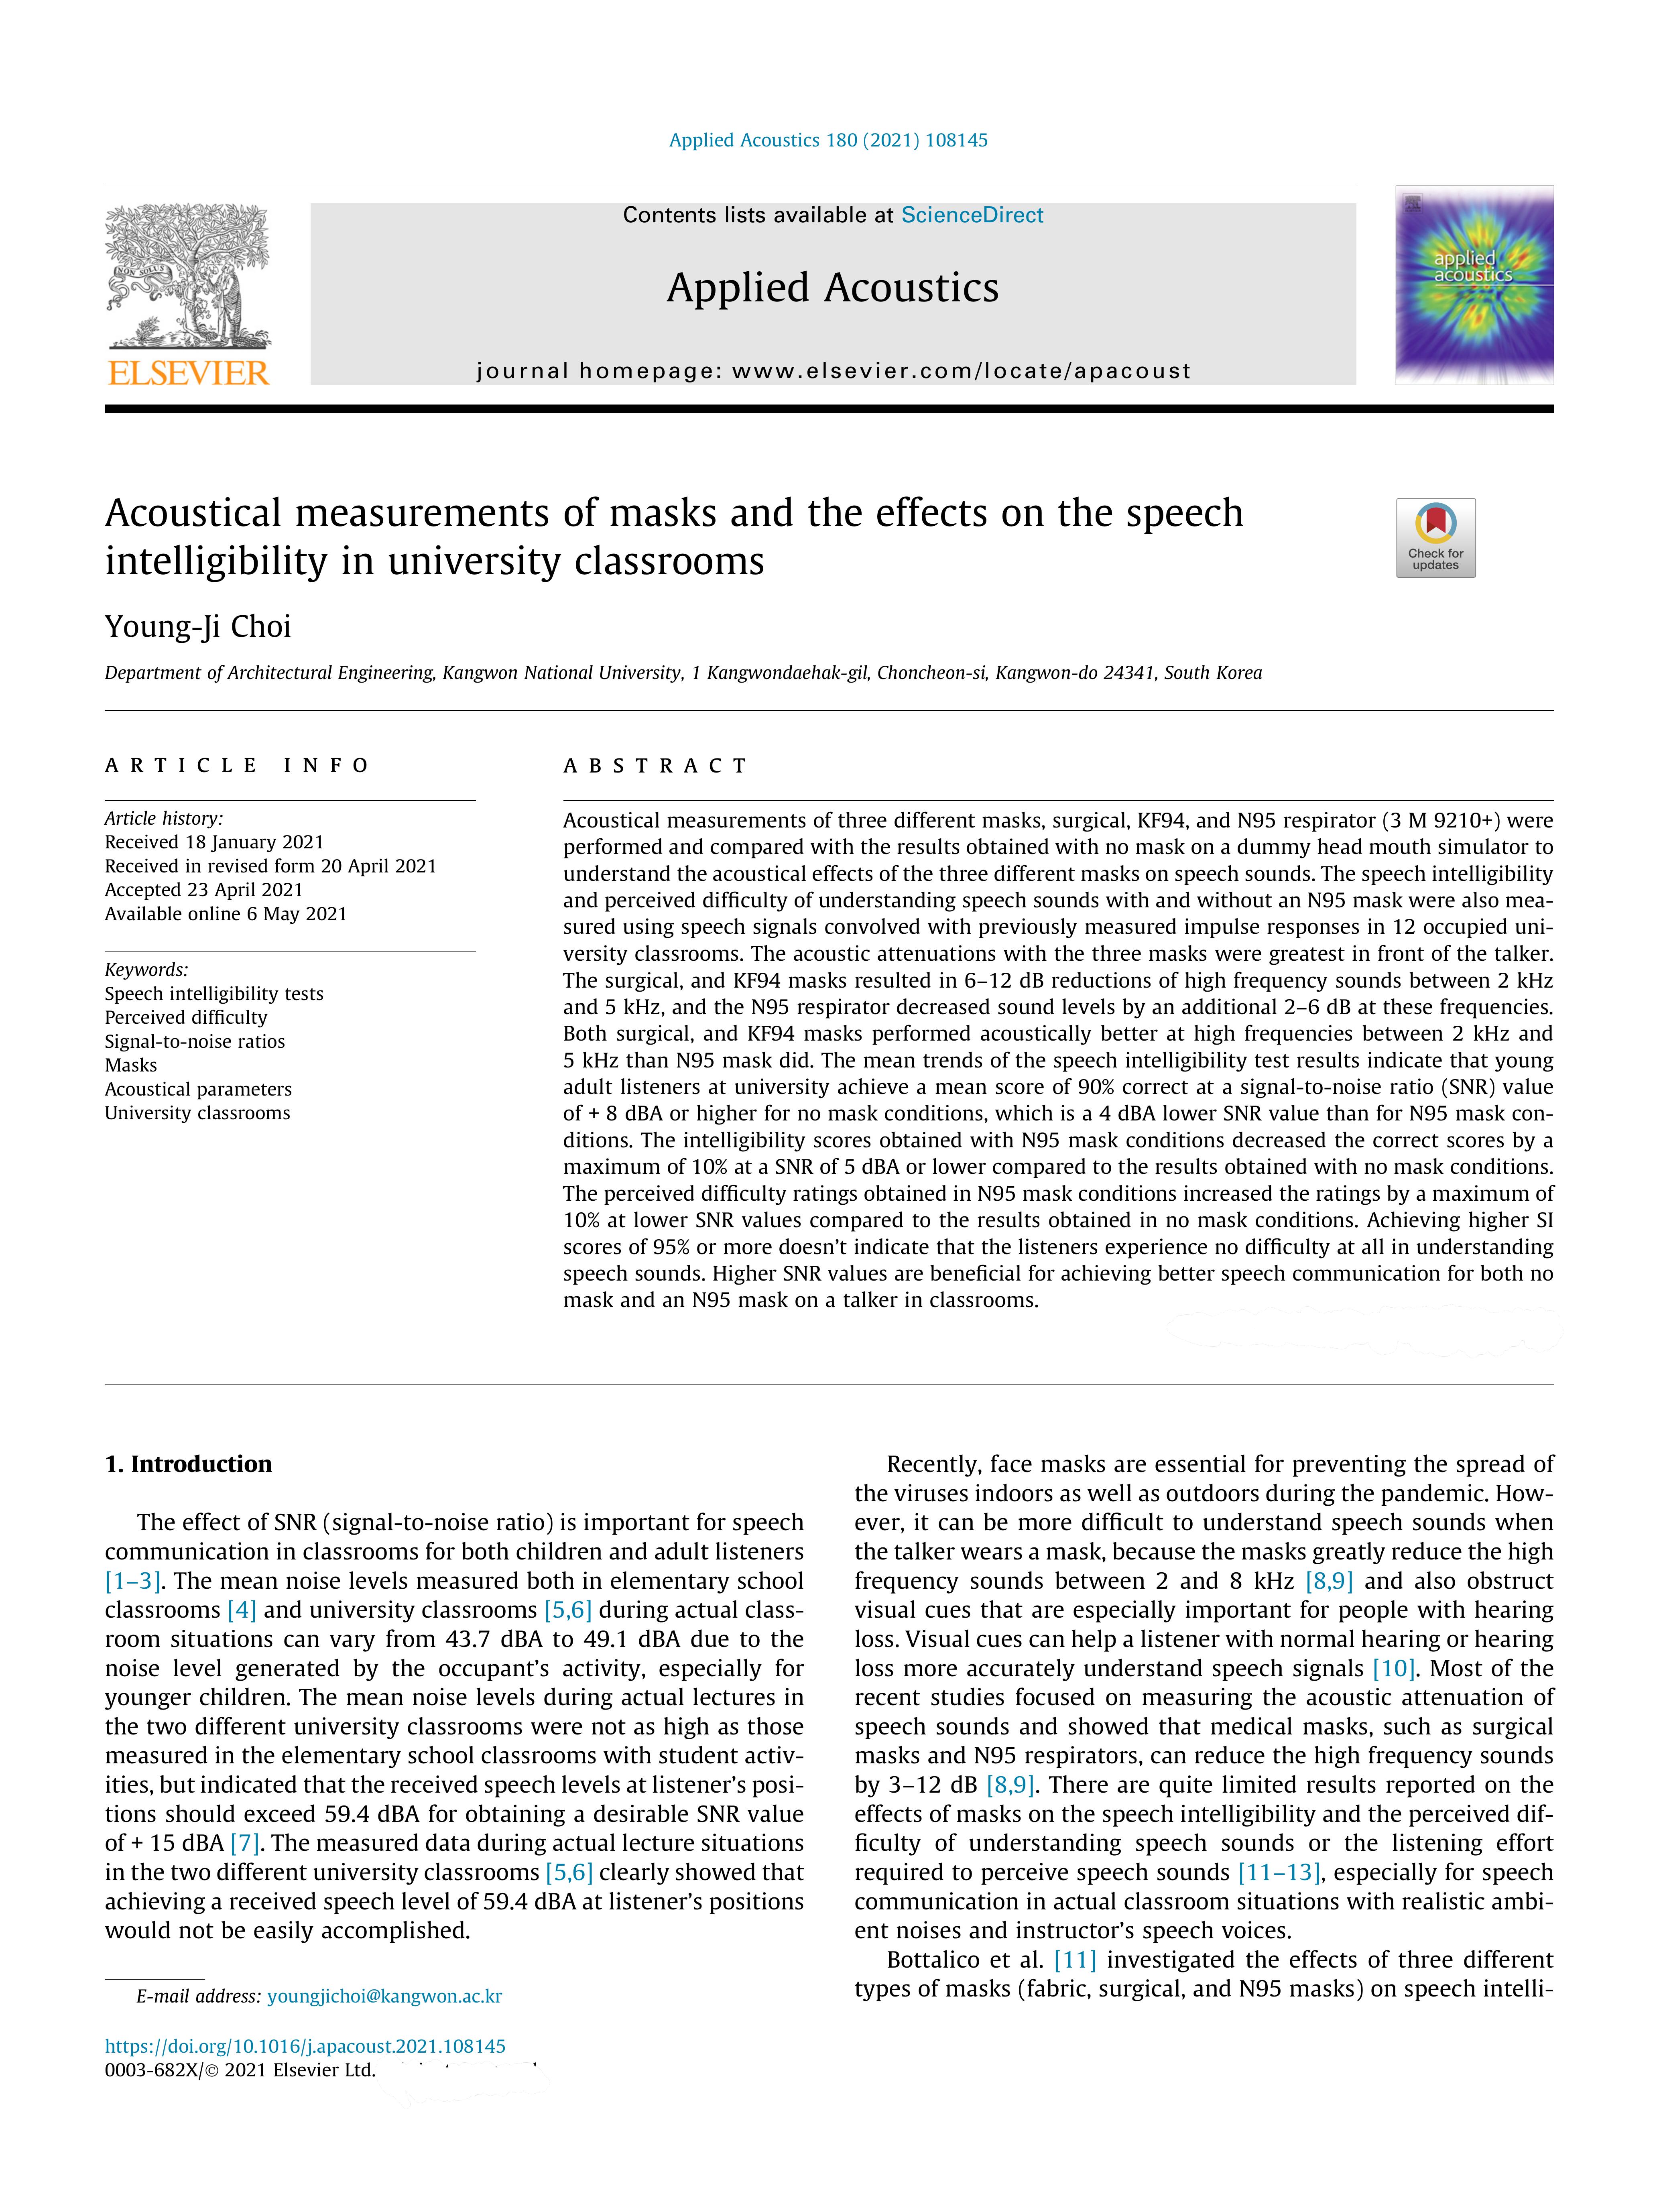 Applied Acoustics 180 (2021) 108145
Contents lists available at ScienceDirect
Applied Acoustics
journal homepage: www.elsevier.com/locate/apacoust
NON SOLUS
ELSEVIER
applied
acoustics
Acoustical measurements of masks and the effects on the speech
intelligibility in university classrooms
Check for
updates
Young-Ji Choi
Department of Architectural Engineering, Kangwon National University, 1 Kangwondaehak-gil, Choncheon-si, Kangwon-do 24341, South Korea
ARTICLE INFO
Article history:
Received 18 January 2021
Received in revised form 20 April 2021
Accepted 23 April 2021
Available online 6 May 2021
Keywords:
Speech intelligibility tests
Perceived difficulty
Signal-to-noise ratios
Masks
Acoustical parameters
University classrooms
ABSTRACT
Acoustical measurements of three different masks, surgical, KF94, and N95 respirator (3 M 9210+) were
performed and compared with the results obtained with no mask on a dummy head mouth simulator to
understand the acoustical effects of the three different masks on speech sounds. The speech intelligibility
and perceived difficulty of understanding speech sounds with and without an N95 mask were also mea-
sured using speech signals convolved with previously measured impulse responses in 12 occupied uni-
versity classrooms. The acoustic attenuations with the three masks were greatest in front of the talker.
The surgical, and KF94 masks resulted in 6–12 dB reductions of high frequency sounds between 2 kHz
and 5 kHz, and the N95 respirator decreased sound levels by an additional 2–6 dB at these frequencies.
Both surgical, and KF94 masks performed acoustically better at high frequencies between 2 kHz and
5 kHz than N95 mask did. The mean trends of the speech intelligibility test results indicate that young
adult listeners at university achieve a mean score of 90% correct at a signal-to-noise ratio (SNR) value
of + 8 dBA or higher for no mask conditions, which is a 4 dBA lower SNR value than for N95 mask con-
ditions. The intelligibility scores obtained with N95 mask conditions decreased the correct scores by a
maximum of 10% at a SNR of 5 dBA or lower compared to the results obtained with no mask conditions.
The perceived difficulty ratings obtained in N95 mask conditions increased the ratings by a maximum of
10% at lower SNR values compared to the results obtained in no mask conditions. Achieving higher SI
scores of 95% or more doesn't indicate that the listeners experience no difficulty at all in understanding
speech sounds. Higher SNR values are beneficial for achieving better speech communication for both no
mask and an N95 mask on a talker in classrooms.
1. Introduction
The effect of SNR (signal-to-noise ratio) is important for speech
communication in classrooms for both children and adult listeners
[1–3]. The mean noise levels measured both in elementary school
classrooms [4] and university classrooms [5,6] during actual class-
room situations can vary from 43.7 dBA to 49.1 dBA due to the
noise level generated by the occupant's activity, especially for
younger children. The mean noise levels during actual lectures in
the two different university classrooms were not as high as those
measured in the elementary school classrooms with student activ-
ities, but indicated that the received speech levels at listener's posi-
tions should exceed 59.4 dBA for obtaining a desirable SNR value
of + 15 dBA [7]. The measured data during actual lecture situations
in the two different university classrooms [5,6] clearly showed that
achieving a received speech level of 59.4 dBA at listener's positions
would not be easily accomplished.
E-mail address: youngjichoi@kangwon.ac.kr
Recently, face masks are essential for preventing the spread of
the viruses indoors as well as outdoors during the pandemic. How-
ever, it can be more difficult to understand speech sounds when
the talker wears a mask, because the masks greatly reduce the high
frequency sounds between 2 and 8 kHz [8,9] and also obstruct
visual cues that are especially important for people with hearing
loss. Visual cues can help a listener with normal hearing or hearing
loss more accurately understand speech signals [10]. Most of the
recent studies focused on measuring the acoustic attenuation of
speech sounds and showed that medical masks, such as surgical
masks and N95 respirators, can reduce the high frequency sounds
by 3–12 dB [8,9]. There are quite limited results reported on the
effects of masks on the speech intelligibility and the perceived dif-
ficulty of understanding speech sounds or the listening effort
required to perceive speech sounds [11–13], especially for speech
communication in actual classroom situations with realistic ambi-
ent noises and instructor's speech voices.
Bottalico et al. [11] investigated the effects of three different
types of masks (fabric, surgical, and N95 masks) on speech intelli-
https://doi.org/10.1016/j.apacoust.2021.108145
0003-682X/© 2021 Elsevier Ltd.